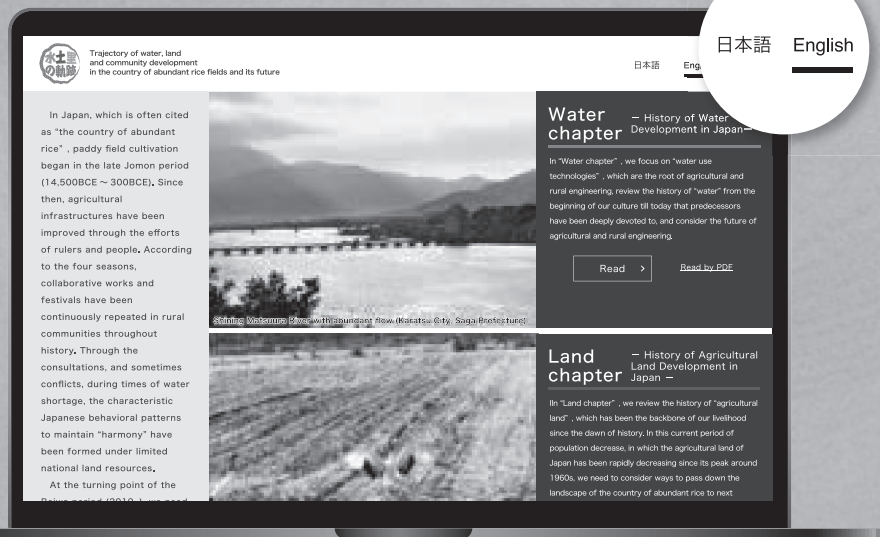 水土里
の軌跡
Trajectory of water, land
and community development
in the country of abundant rice fields and its future
日本語
日本語 English
In Japan, which is often cited
as “the country of abundant
rice” , paddy field cultivation
began in the late Jomon period
(14,500BCE ～ 300BCE). Since
then, agricultural
infrastructures have been
improved through the efforts
of rulers and people. According
to the four seasons,
collaborative works and
festivals have been
continuously repeated in rural
communities throughout
history. Through the
consultations, and sometimes
conflicts, during times of water
shortage, the characteristic
Japanese behavioral patterns
to maintain “harmony” have
been formed under limited
national land resources.
At the turning point of the
Shining Matsuura River with abundant flow (Karatsu City, Saga Prefecture)
Water
chapter
— History of Water
Development in Japan—
In “Water chapter” , we focus on “water use
technologies” , which are the root of agricultural and
rural engineering, review the history of “water” from the
beginning of our culture till today that predecessors
have been deeply devoted to, and consider the future of
agricultural and rural engineering.
Read > Read by PDF
Land
chapter
— History of Agricultural
Land Development in
Japan —
IIn “Land chapter” , we review the history of “agricultural
land” , which has been the backbone of our livelihood
since the dawn of history. In this current period of
population decrease, in which the agricultural land of
Japan has been rapidly decreasing since its peak around
1960s, we need to consider ways to pass down the
landscape of the country of abundant rice to next